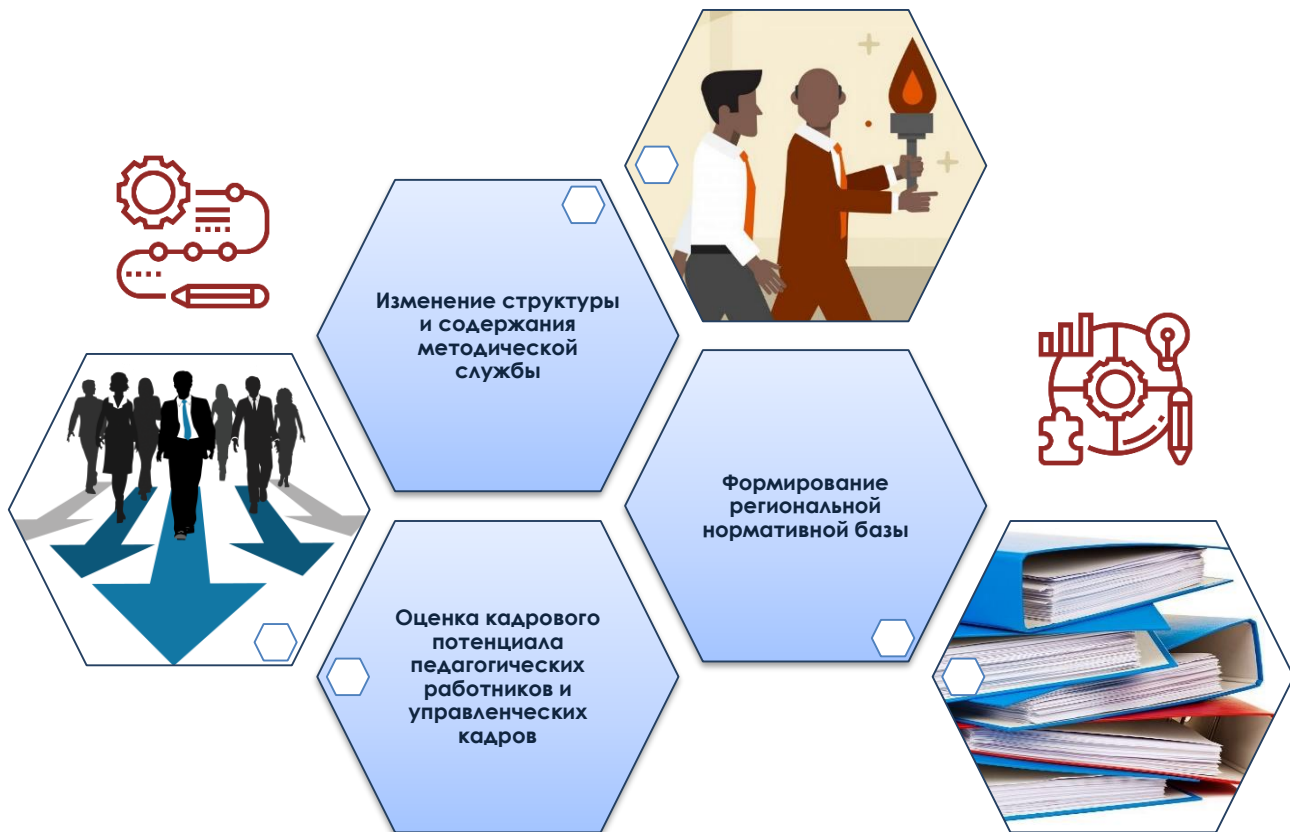 Изменение структуры
и содержания
методической
службы
Формирование
региональной
нормативной базы
Оценка кадрового
потенциала
педагогических
работников и
управленческих
кадров